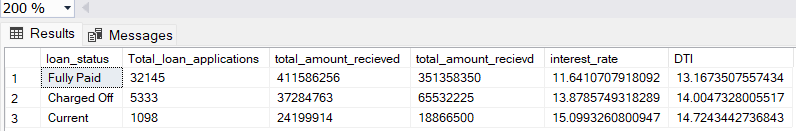 200 %
Results Messages
loan_status Total_loan_applications total_amount_recieved total_amount_recievd interest_rate DTI
1 Fully Paid 32145 411586256 351358350 11.6410707918092 13.1673507557434
2 Charged Off 5333 37284763 65532225 13.8785749318289 14.0047328005517
3 Current 1098 24199914 18866500 15.0993260800947 14.7243442736843